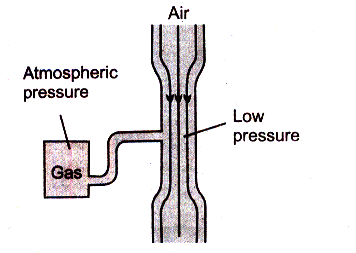 Air
Atmospheric
pressure
Low
pressure
Gas